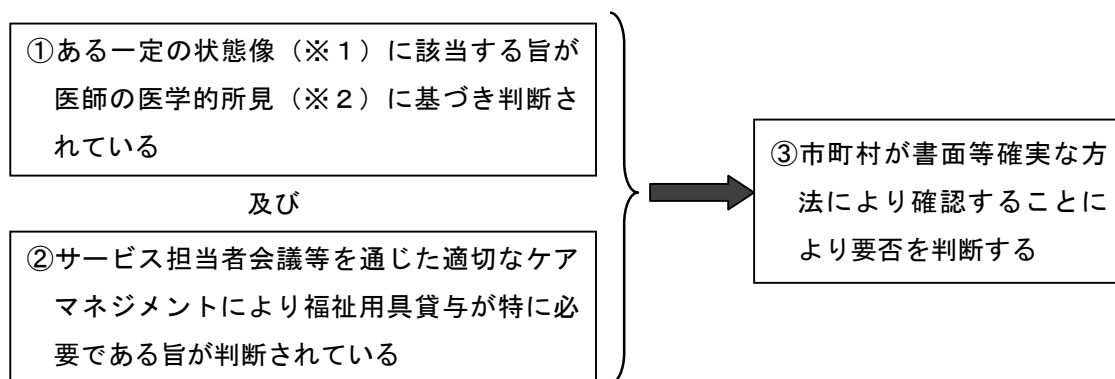 ①ある一定の状態像（※１）に該当する旨が
医師の医学的所見（※２）に基づき判断さ
れている
及び
②サービス担当者会議等を通じた適切なケア
マネジメントにより福祉用具貸与が特に必
要である旨が判断されている
③市町村が書面等確実な方
法により確認することに
より要否を判断する